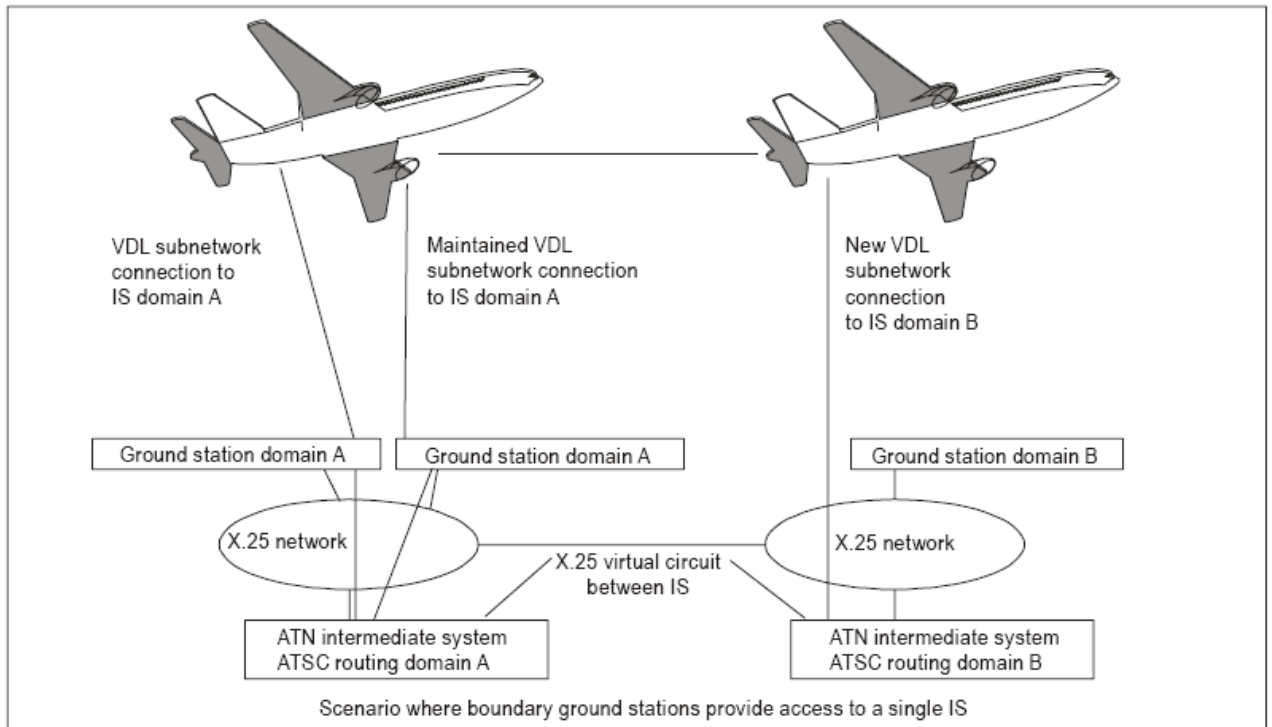 VDL subnetwork
connection to
IS domain A
Maintained VDL
subnetwork connection
to IS domain A
New VDL
subnetwork
connection
to IS domain B
Ground station domain A
Ground station domain A
Ground station domain B
X.25 network
X.25 network
X.25 virtual circuit
between IS
ATN intermediate system
ATSC routing domain A
ATN intermediate system
ATSC routing domain B
Scenario where boundary ground stations provide access to a single IS